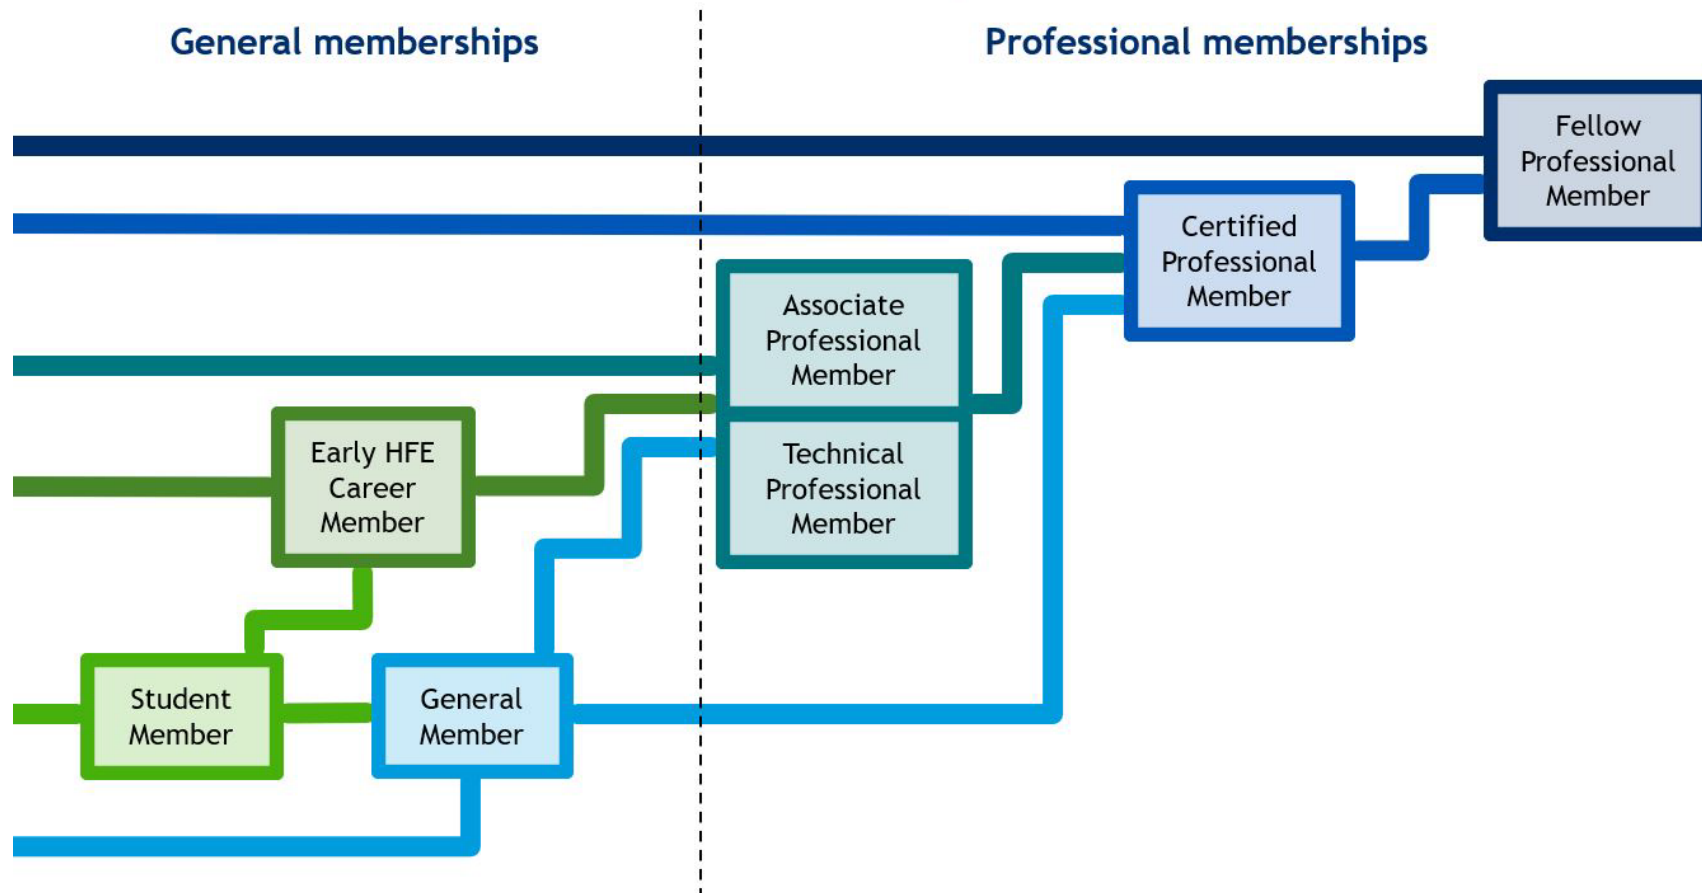 General memberships
Professional memberships
Fellow
Professional
Member
Certified
Professional
Member
Associate
Professional
Member
Technical
Professional
Member
Early HFE
Career
Member
Student
Member
General
Member